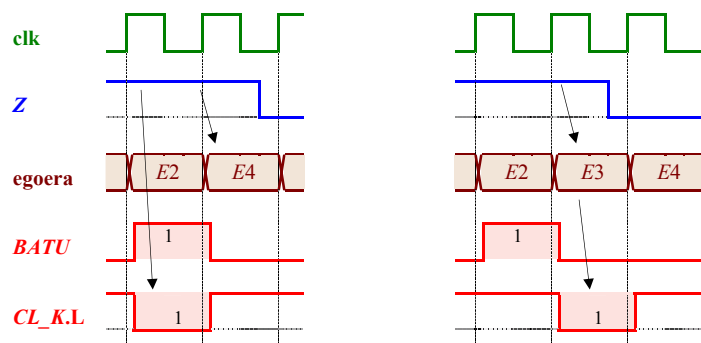 clk
Z
egoera E2 E4 E2 E3 E4
BATU 1 1
CL_K.L 1 1